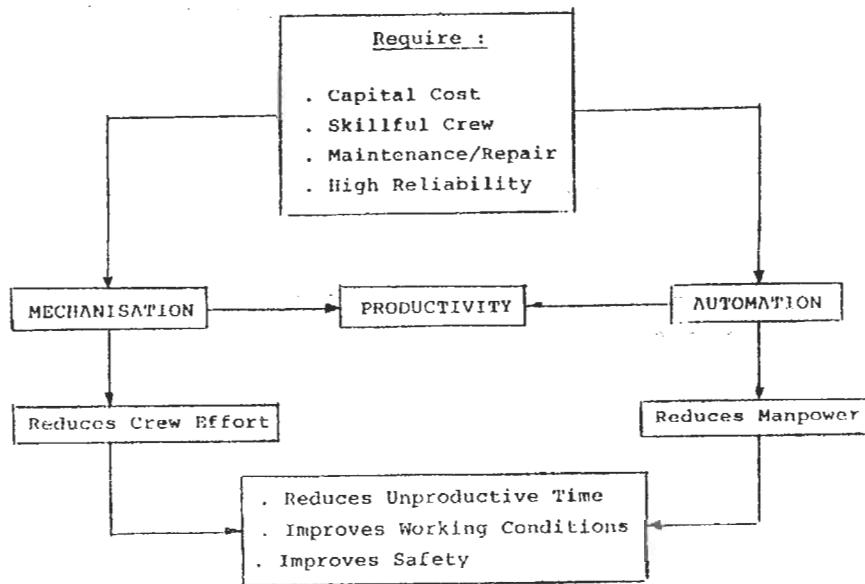 Require :
. Capital Cost
. Skillful Crew
. Maintenance/Repair
. High Reliability
MECHANISATION
PRODUCTIVITY
AUTOMATION
Reduces Crew Effort
Reduces Manpower
. Reduces Unproductive Time
. Improves Working Conditions
. Improves Safety